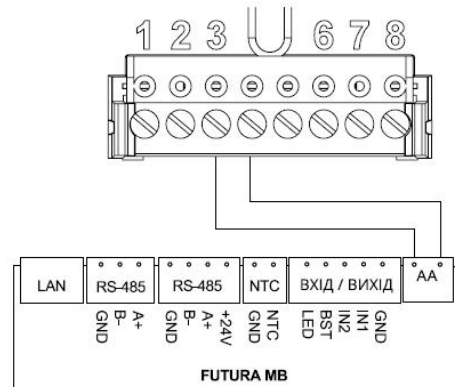 1 2 3 6 7 8
LAN RS-485 RS-485 NTC ВХІД / ВИХІД AA
GND B- A+ GND B- A+ +24V GND NTC LED BST IN2 IN1 GND
FUTURA MB